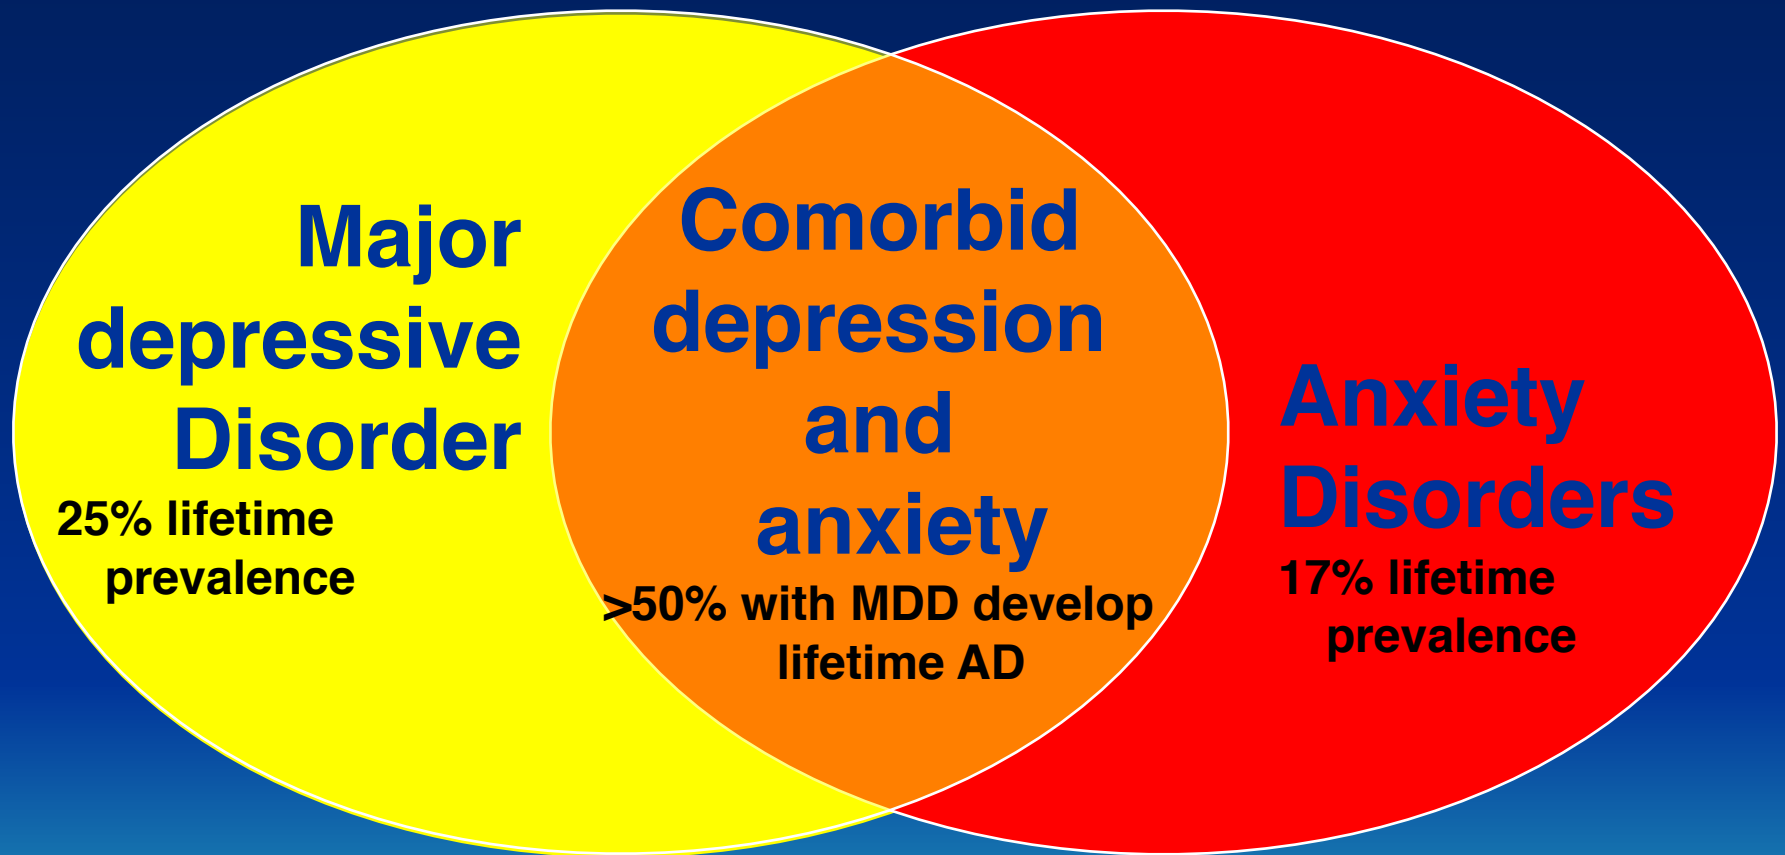 Major
depressive
Disorder
25% lifetime
prevalence
Comorbid
depression
and
anxiety
>50% with MDD develop
lifetime AD
Anxiety
Disorders
17% lifetime
prevalence